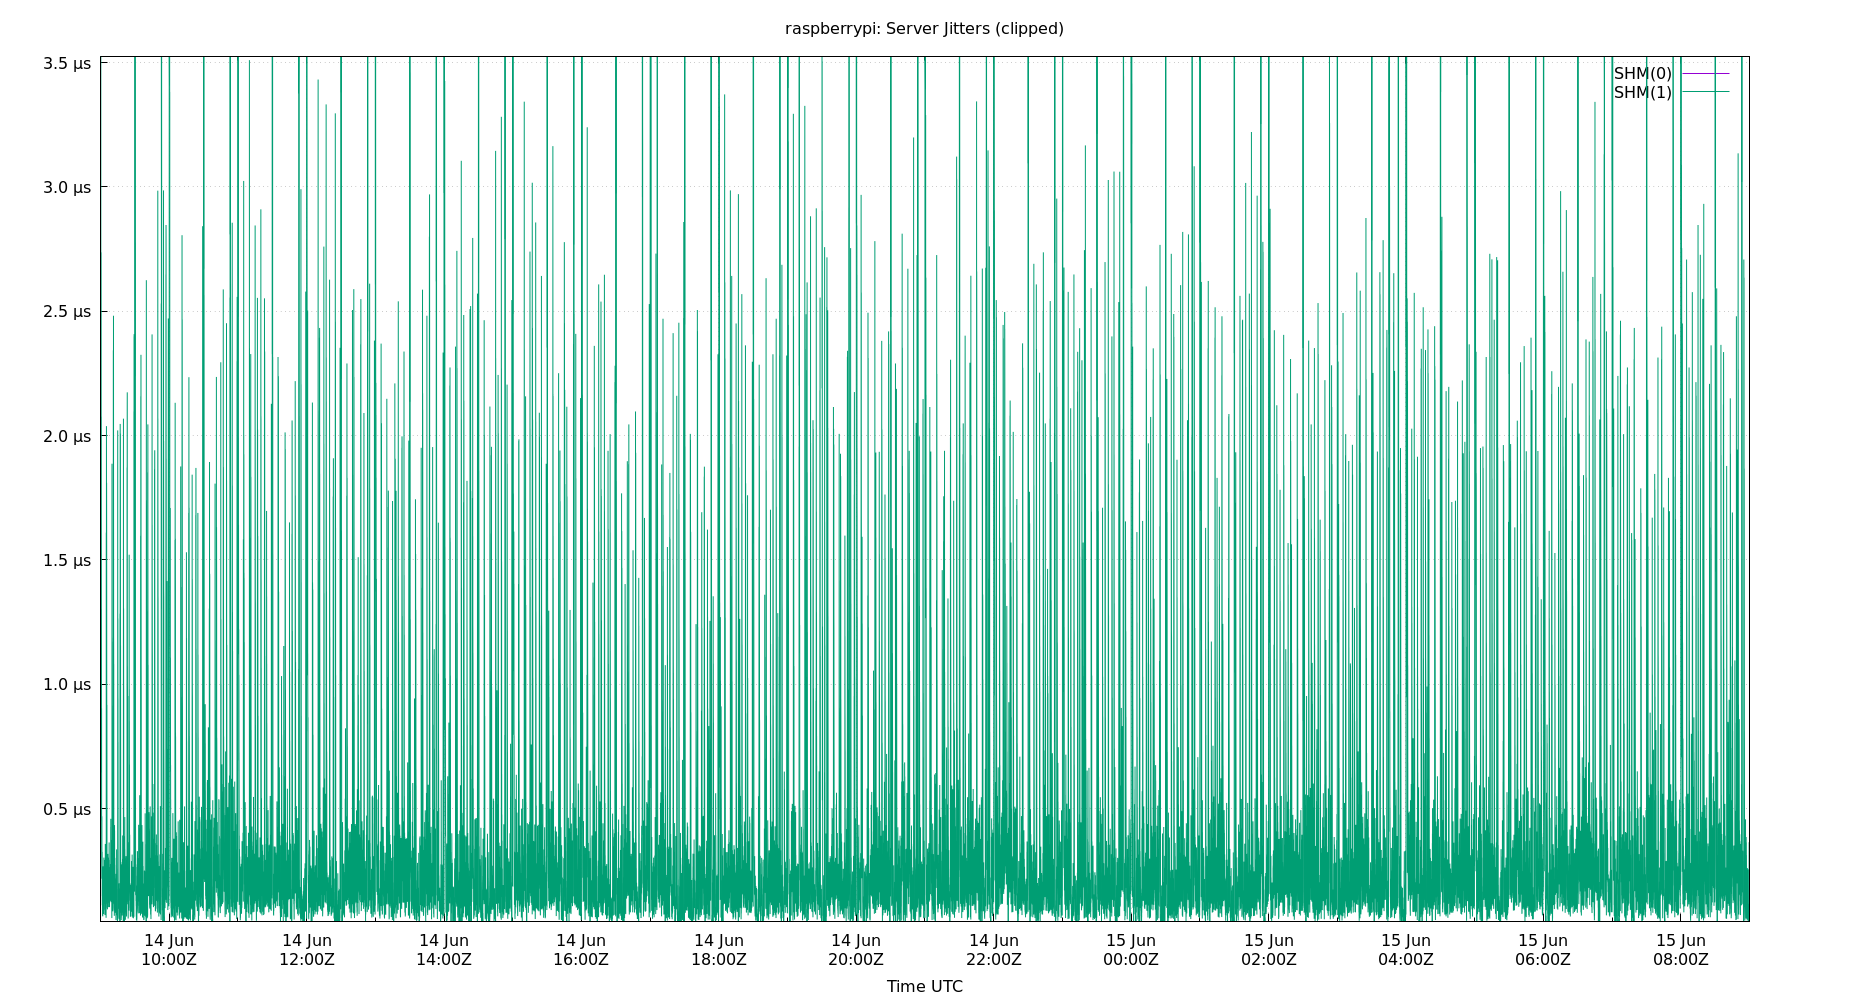 raspberrypi: Server Jitters (clipped)
3.5 μs
3.0 μs
2.5 μs
2.0 μs
1.5 μs
1.0 μs
0.5 μs
SHM(0)
SHM(1)
14 Jun 14 Jun 14 Jun 14 Jun 14 Jun 14 Jun 14 Jun 15 Jun 15 Jun 15 Jun 15 Jun 15 Jun
10:00Z 12:00Z 14:00Z 16:00Z 18:00Z 20:00Z 22:00Z 00:00Z 02:00Z 04:00Z 06:00Z 08:00Z
Time UTC